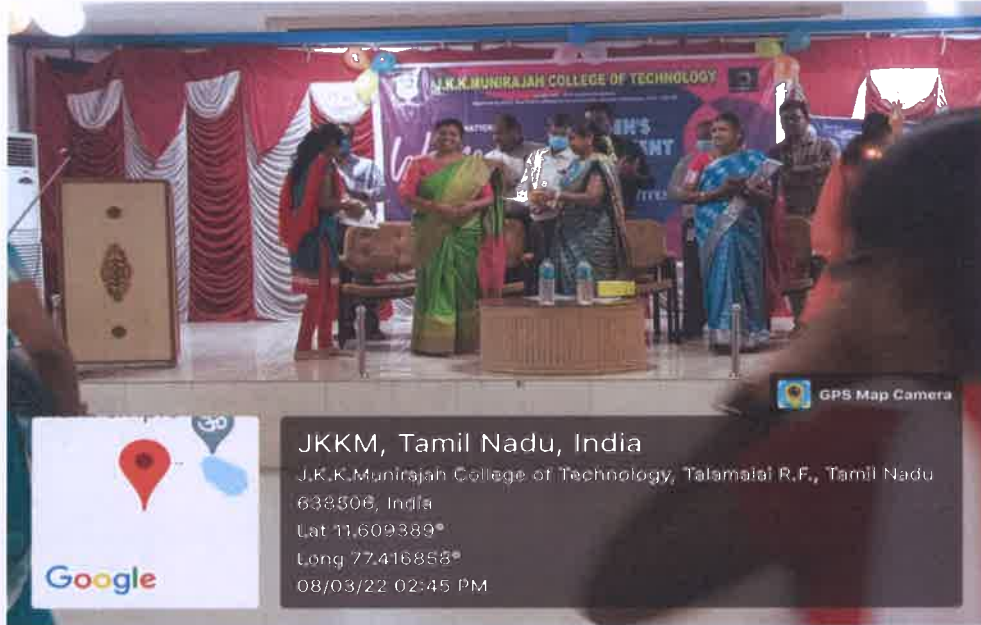 J.K.K.MUNIRAJAH COLLEGE OF TECHNOLOGY
GPS Map Camera
JKKM, Tamil Nadu, India
J.K.K.Munirajah College of Technology, Talamalai R.F., Tamil Nadu
638506, India
Lat 11.609389°
Long 77.416858°
08/03/22 02:45 PM
Google